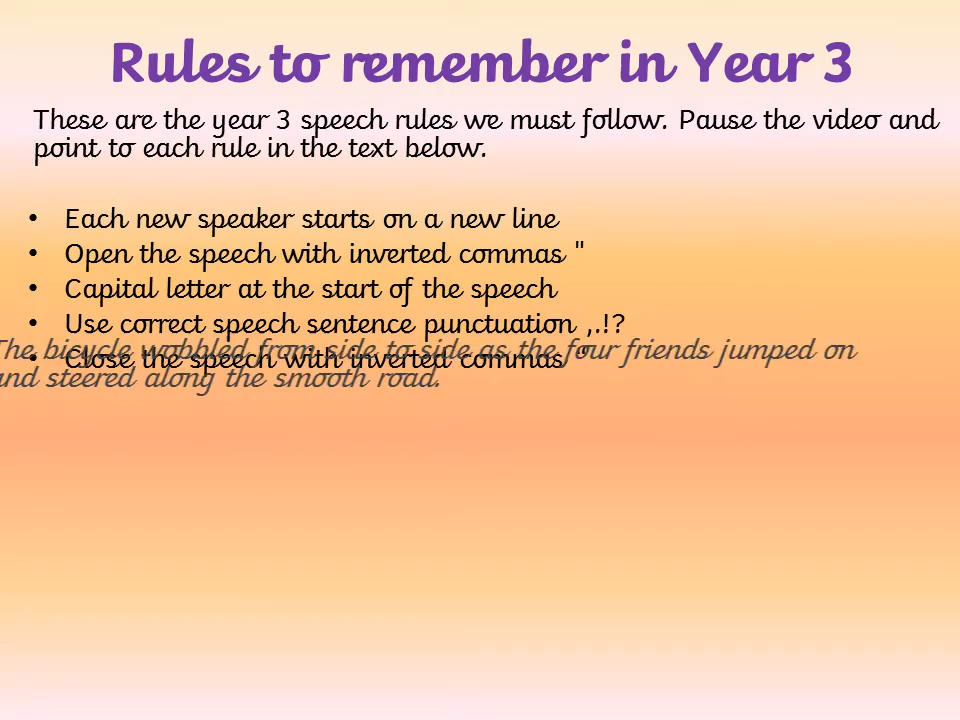 Rules to remember in Year 3
These are the year 3 speech rules we must follow. Pause the video and
point to each rule in the text below.
• Each new speaker starts on a new line
• Open the speech with inverted commas "
• Capital letter at the start of the speech
• Use correct speech sentence punctuation ,.!?
• Close the speech with inverted commas "
The bicycle wobbled from side to side as the four friends jumped on
and steered along the smooth road.